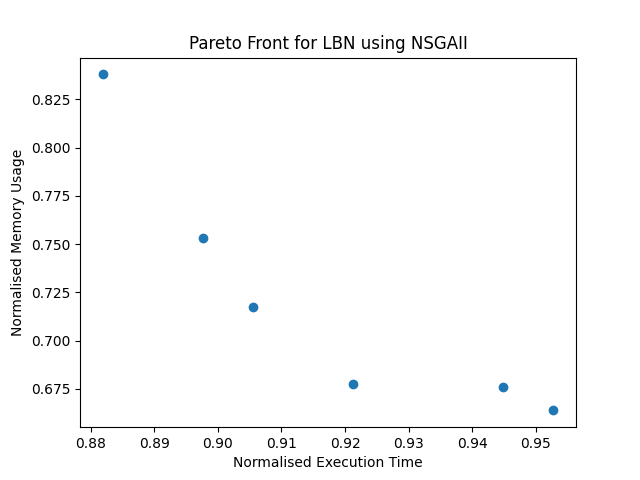 Pareto Front for LBN using NSGAII
Normalised Memory Usage
0.825
0.800
0.775
0.750
0.725
0.700
0.675
0.88 0.89 0.90 0.91 0.92 0.93 0.94 0.95
Normalised Execution Time